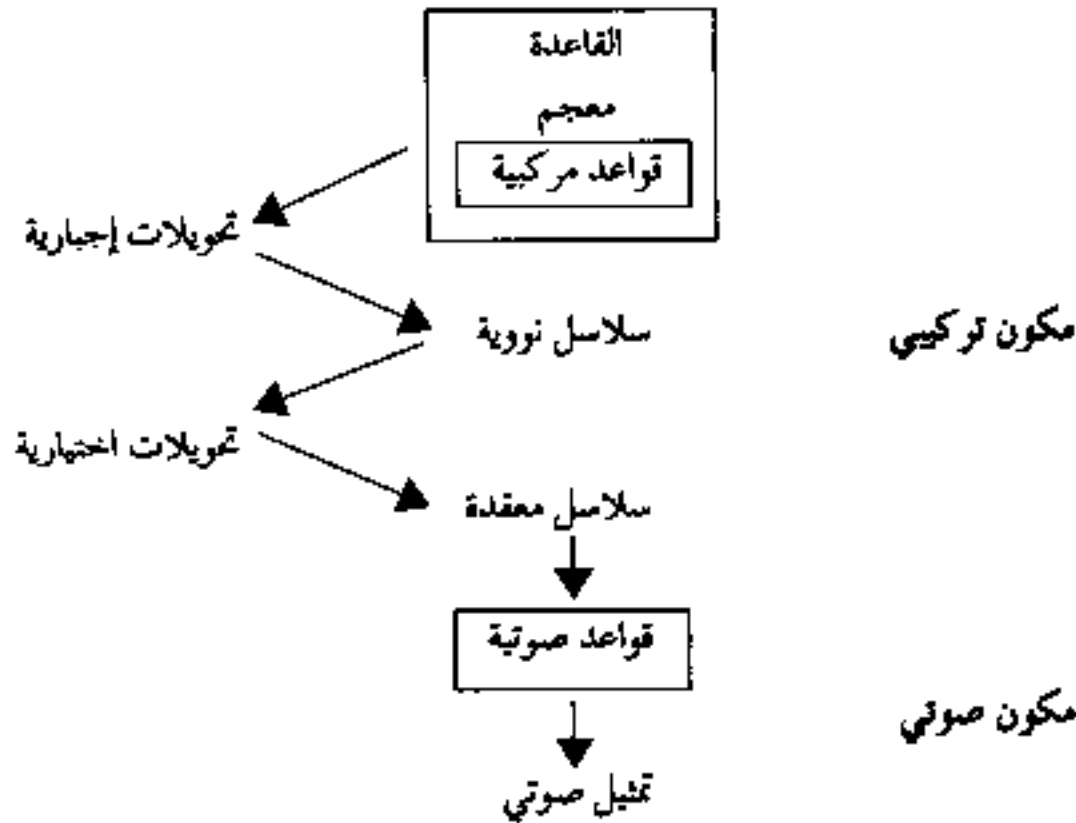 القاعدة
معجم
قواعد مركبية
تحويلات إجبارية
مكون تركيبي
سلاسل نووية
تحويلات اختيارية
سلاسل معقدة
قواعد صوتية
مكون صوتي
تمثيل صوتي